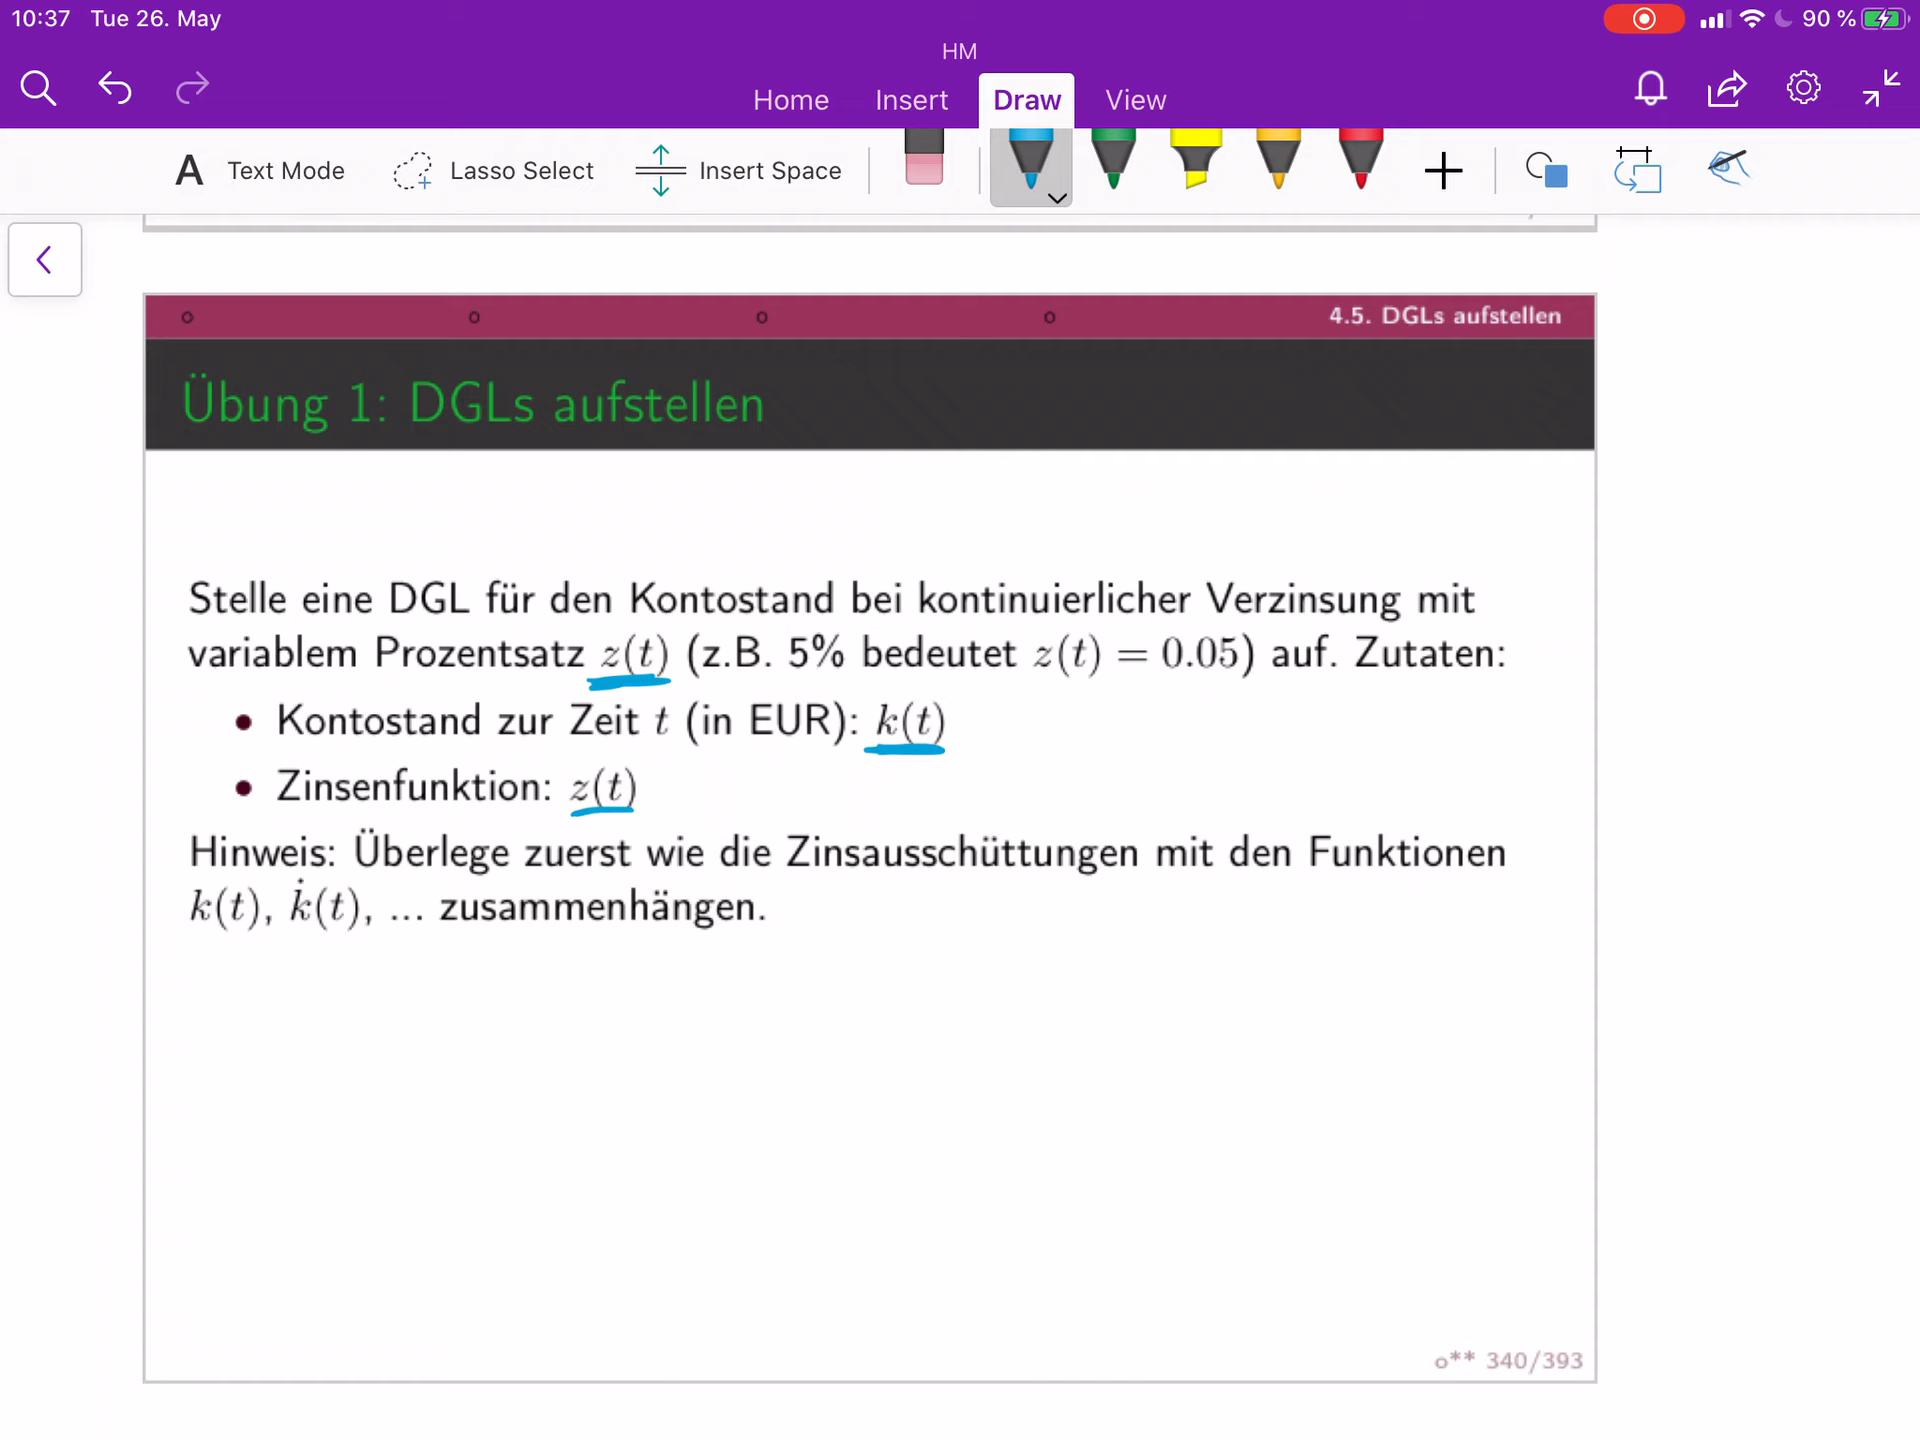 10:37 Tue 26. May
90 %
HM
Home Insert Draw View
A Text Mode Lasso Select Insert Space
4.5. DGLs aufstellen
Übung 1: DGLs aufstellen
Stelle eine DGL für den Kontostand bei kontinuierlicher Verzinsung mit
variablem Prozentsatz z(t) (z.B. 5% bedeutet z(t) = 0.05) auf. Zutaten:
• Kontostand zur Zeit t (in EUR): k(t)
• Zinsenfunktion: z(t)
Hinweis: Überlege zuerst wie die Zinsausschüttungen mit den Funktionen
k(t), k̇(t), ... zusammenhängen.
o** 340/393